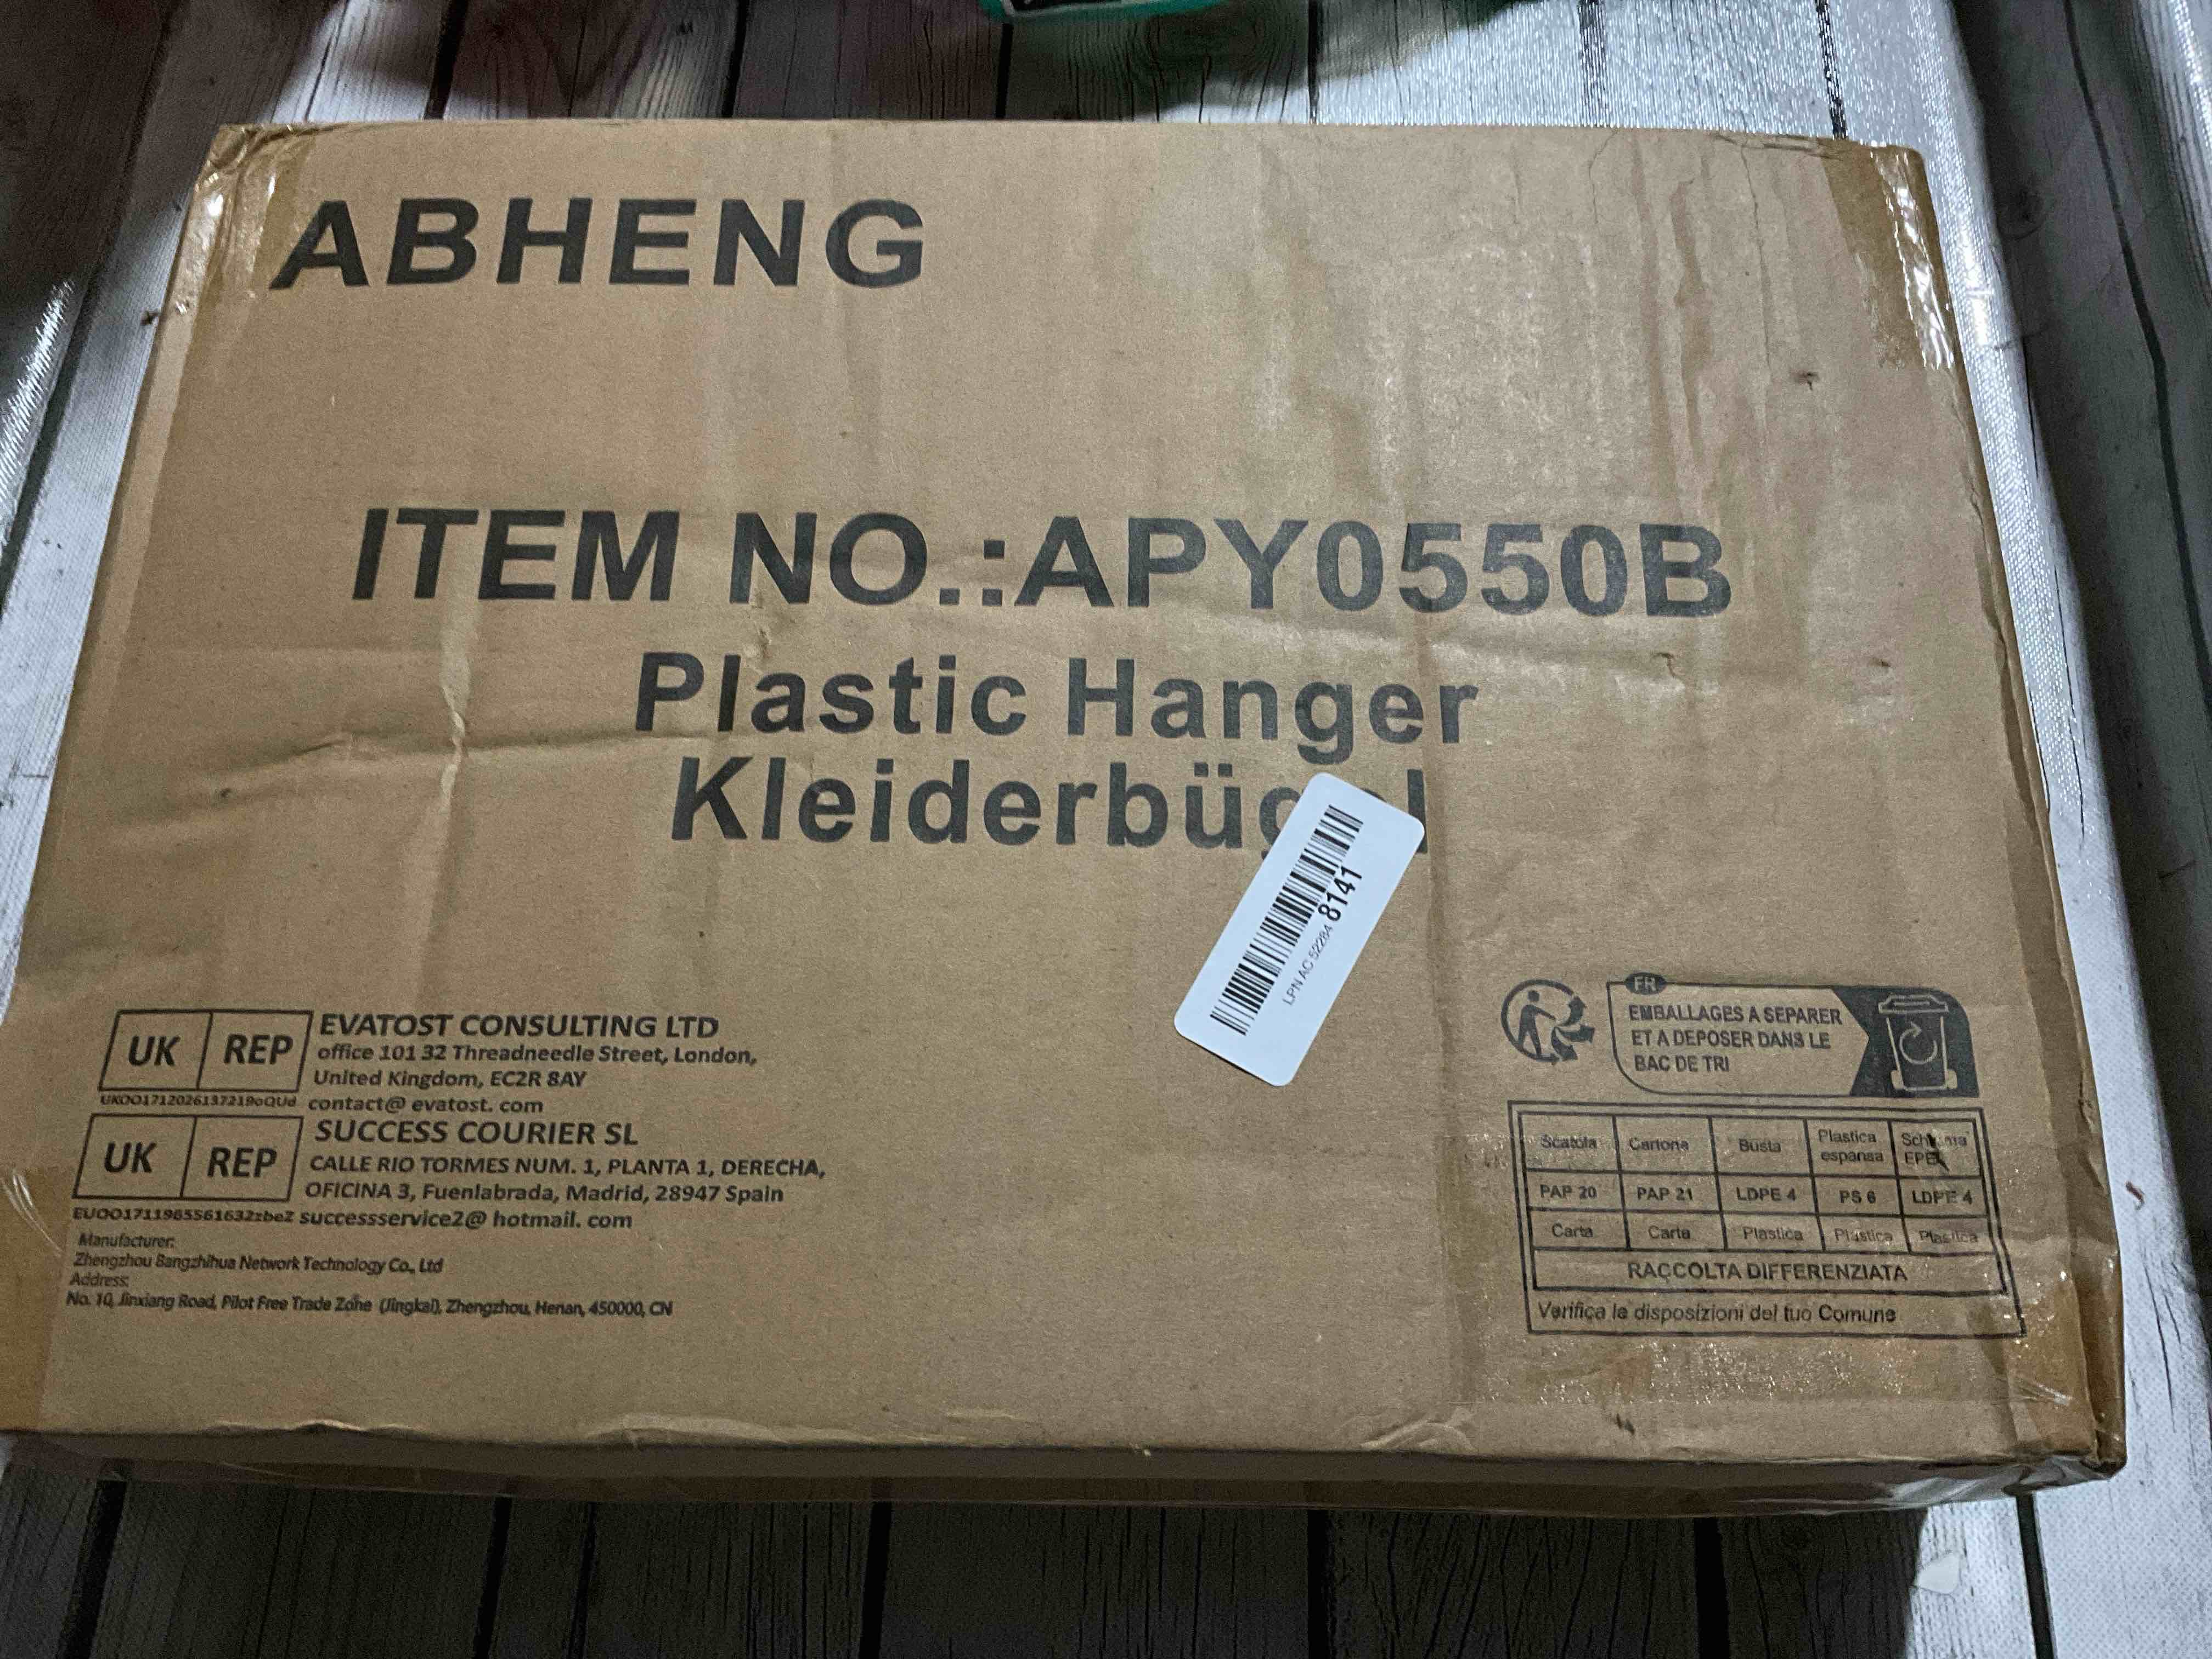 ABHENG
ITEM NO.:APY0550B
Plastic Hanger
LPN AC 52284 8141
UK REP
EVATOST CONSULTING LTD
office 101 32 Threadneedle Street, London,
United Kingdom, EC2R 8AY
contact@ evatost. com
UK REP
SUCCESS COURIER SL
CALLE RIO TORMES NUM. 1, PLANTA 1, DERECHA,
OFICINA 3, Fuenlabrada, Madrid, 28947 Spain
successservice2@ hotmail. com
Manufacturer:
Zhengzhou Bangzhihua Network Technology Co., Ltd
Address:
No. 10, Jinxiang Road, Pilot Free Trade Zone (Jingkai), Zhengzhou, Henan, 450000, CN
FR
EMBALLAGES A SEPARER
ET A DEPOSER DANS LE
BAC DE TRI
Scatola Cartone Busta Plastica espansa
PAP 20 PAP 21 LDPE 4 PS 6 LDPE 4
Carta Carta Plastica Plastica Plastica
RACCOLTA DIFFERENZIATA
Verifica le disposizioni del tuo Comune